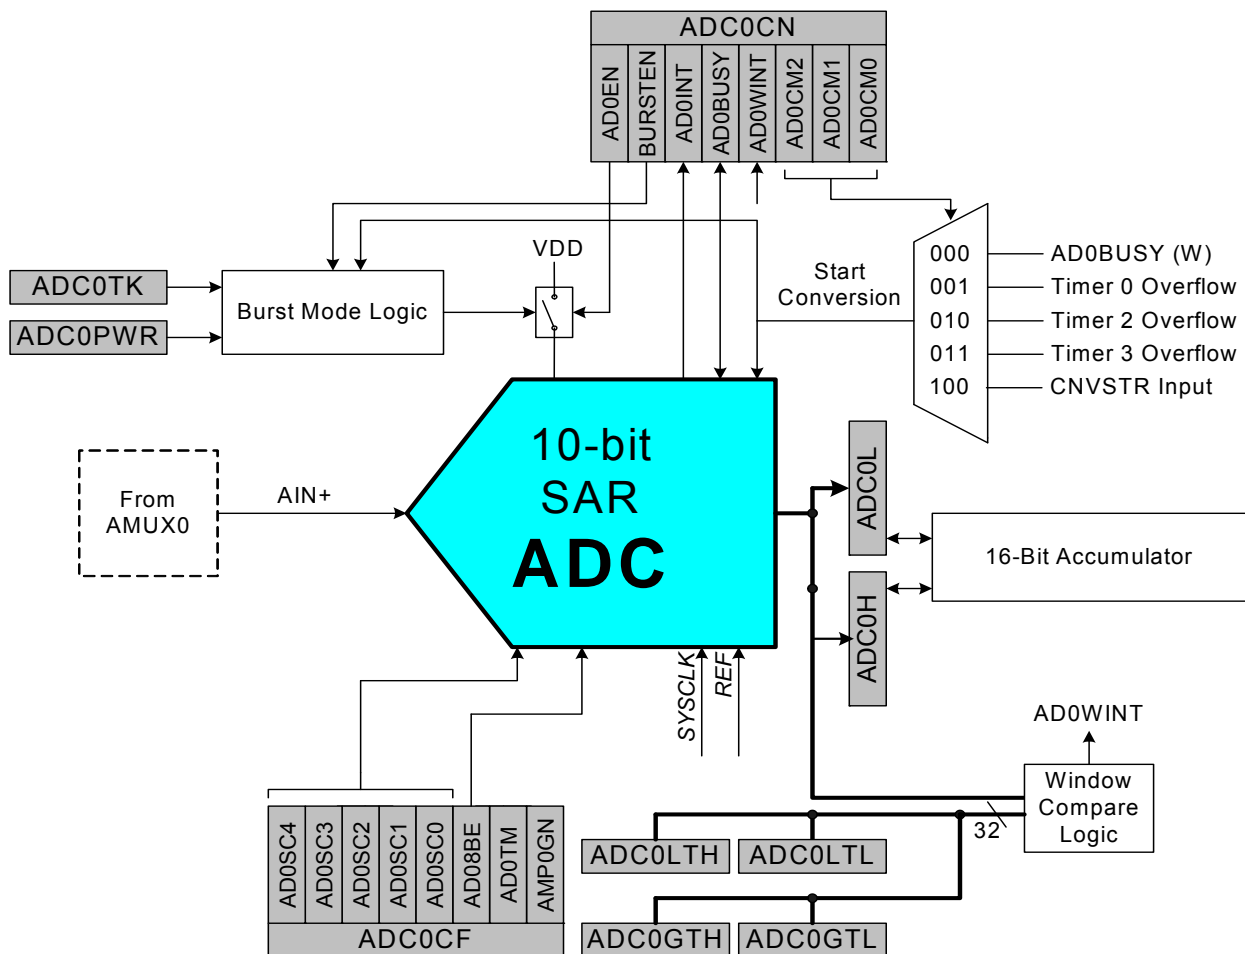 ADC0CN
AD0EN
BURSTEN
AD0INT
AD0BUSY
AD0WINT
AD0CM2
AD0CM1
AD0CM0
VDD
Start
Conversion
000
AD0BUSY (W)
001
Timer 0 Overflow
010
Timer 2 Overflow
011
Timer 3 Overflow
100
CNVSTR Input
ADC0TK
ADC0PWR
Burst Mode Logic
From
AMUX0
AIN+
10-bit
SAR
ADC
ADC0L
ADC0H
16-Bit Accumulator
SYSCLK
REF
AD0WINT
Window
Compare
Logic
32
AD0SC4
AD0SC3
AD0SC2
AD0SC1
AD0SC0
AD08BE
AD0TM
AMP0GN
ADC0CF
ADC0LTH
ADC0LTL
ADC0GTH
ADC0GTL